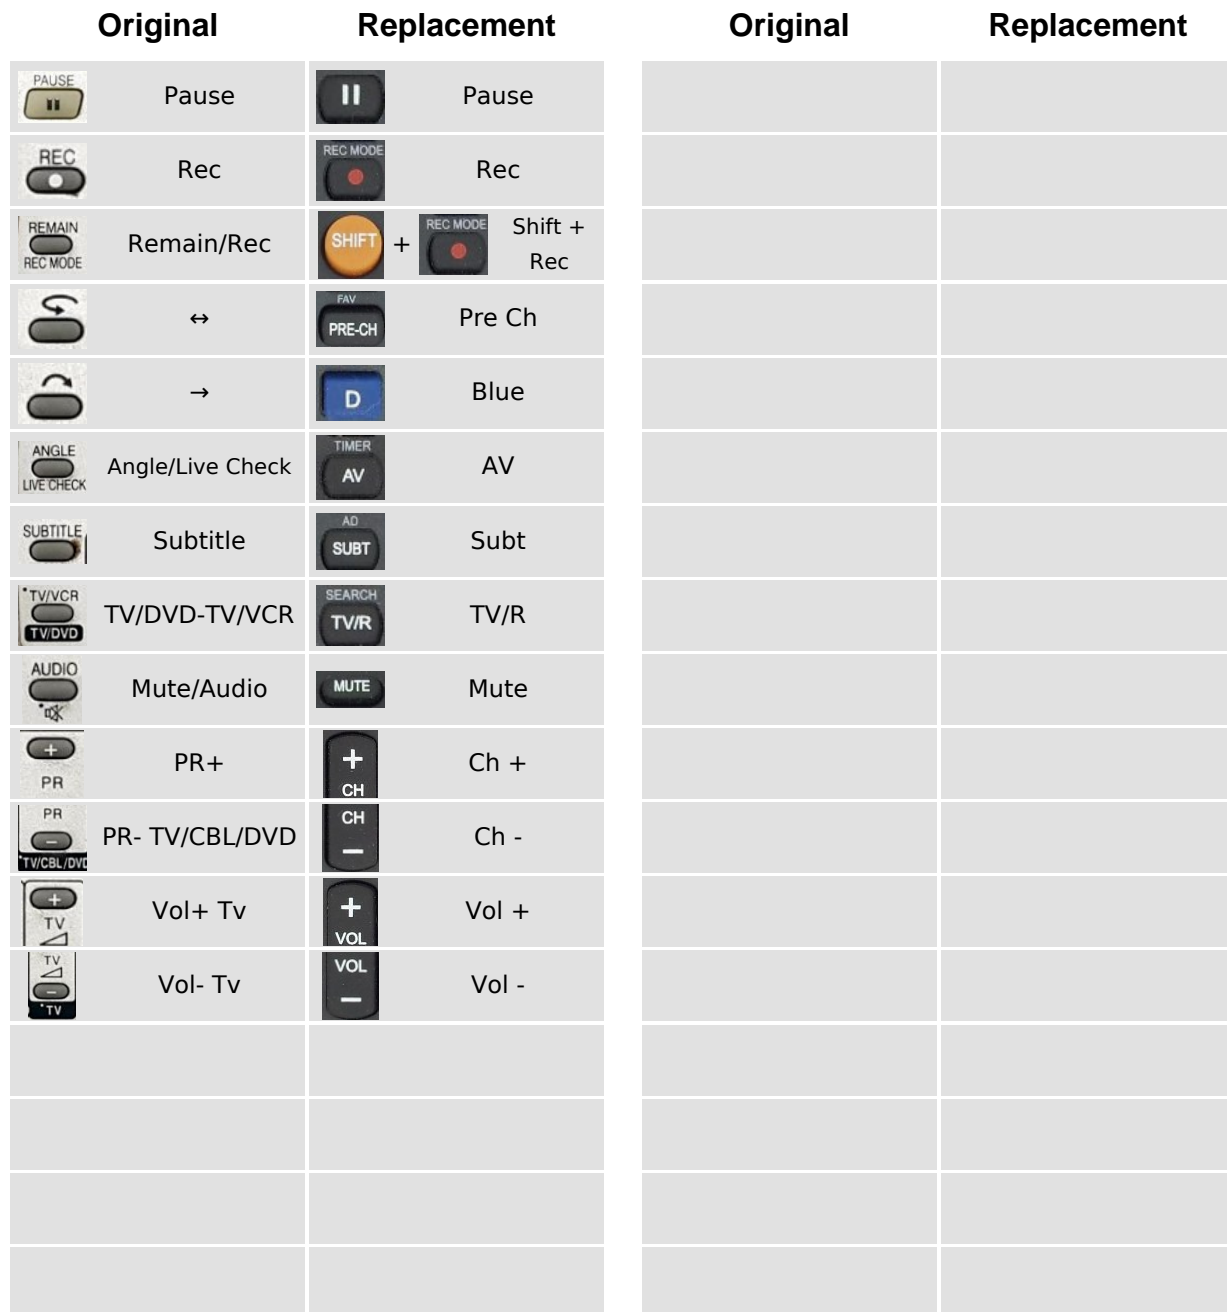 Original Replacement Original Replacement
PAUSE Pause Pause
REC Rec REC MODE Rec
REMAIN REC MODE Remain/Rec SHIFT + REC MODE Shift + Rec
↔ FAV PRE-CH Pre Ch
→ D Blue
ANGLE LIVE CHECK Angle/Live Check TIMER AV AV
SUBTITLE Subtitle AD SUBT Subt
TV/VCR TV/DVD TV/DVD-TV/VCR SEARCH TV/R TV/R
AUDIO Mute/Audio MUTE Mute
+ PR PR+ + CH Ch +
PR - TV/CBL/DVD PR- TV/CBL/DVD CH - Ch -
+ TV Vol+ Tv + VOL Vol +
TV - TV Vol- Tv VOL - Vol -